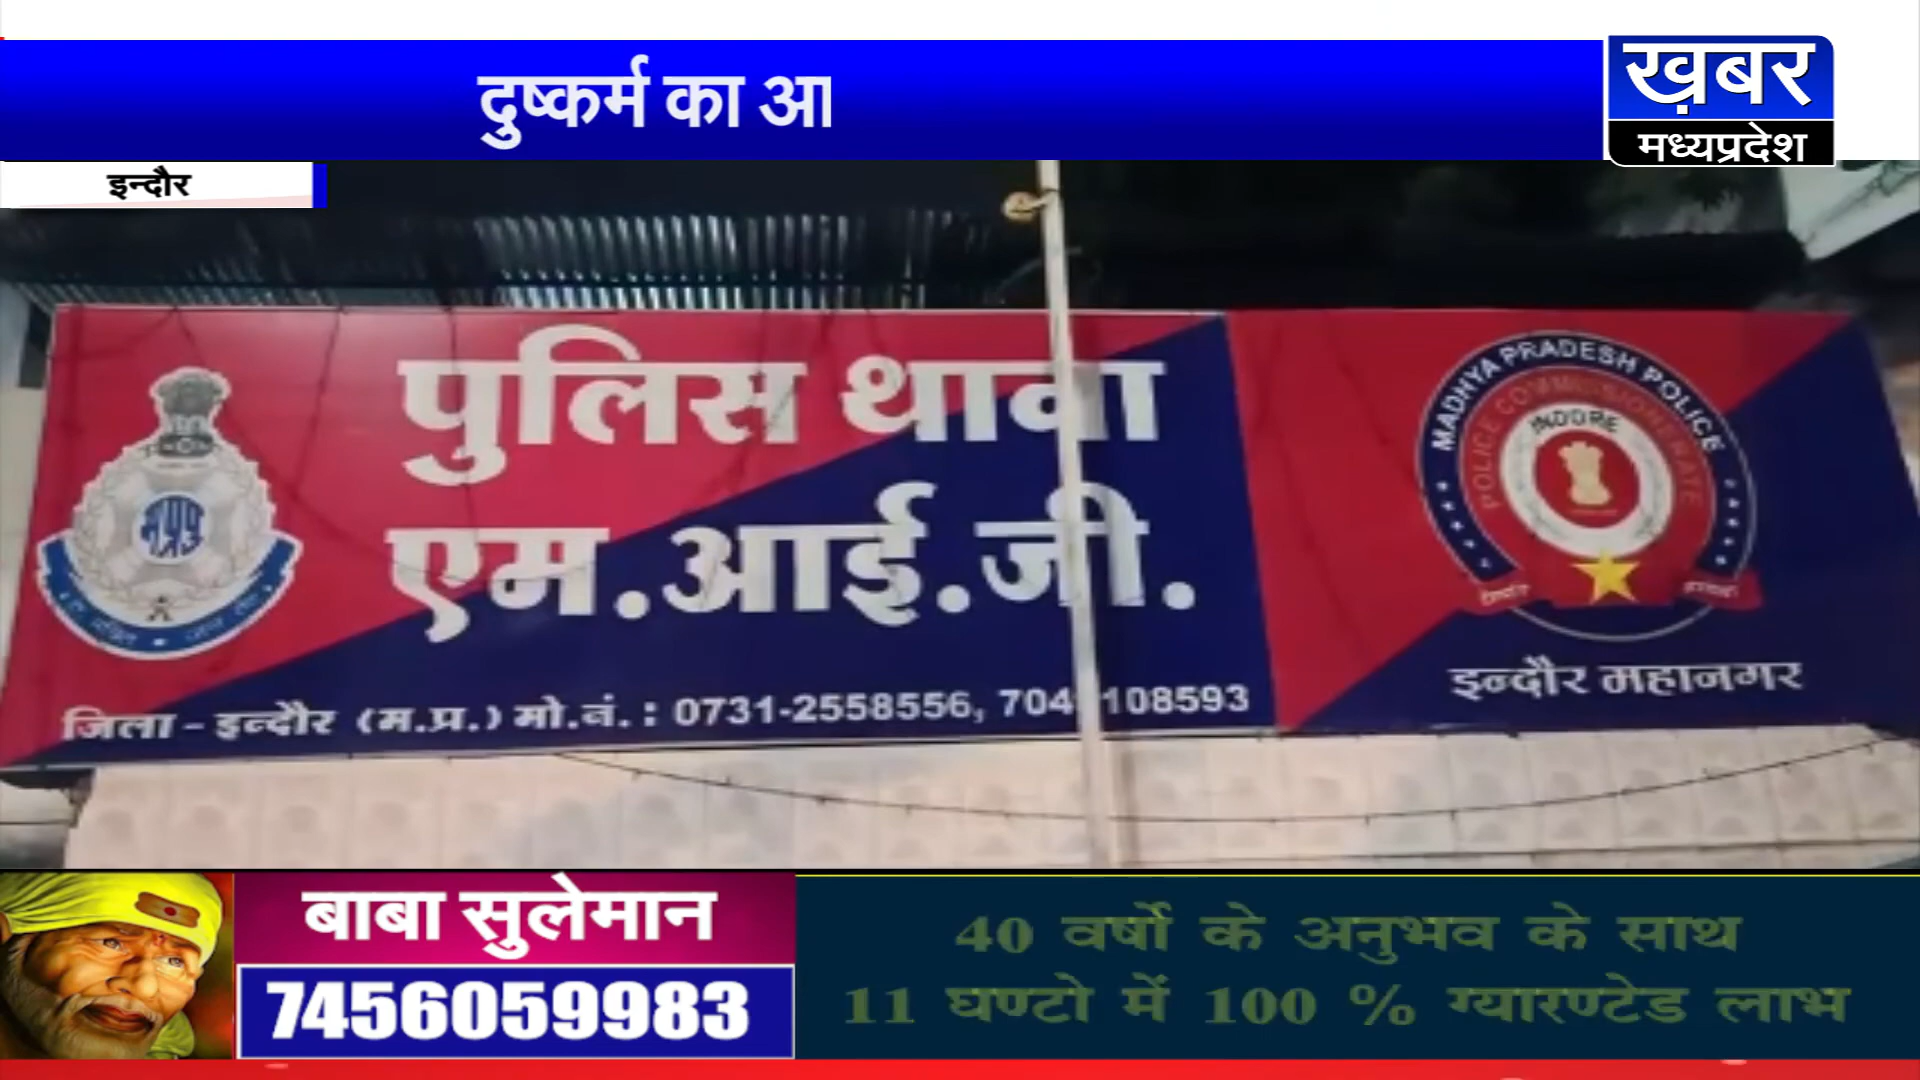 दुष्कर्म का आ
ख़बर
मध्यप्रदेश
इन्दौर
पुलिस थाना
एम.आई.जी.
जिला - इन्दौर (म.प्र.) मो.नं. : 0731-2558556, 704 108593
MADHYA PRADESH POLICE
POLICE COMMISSIONERATE
INDORE
इन्दौर महानगर
बाबा सुलेमान
7456059983
40 वर्षो के अनुभव के साथ
11 घण्टो में 100 % ग्यारण्टेड लाभ